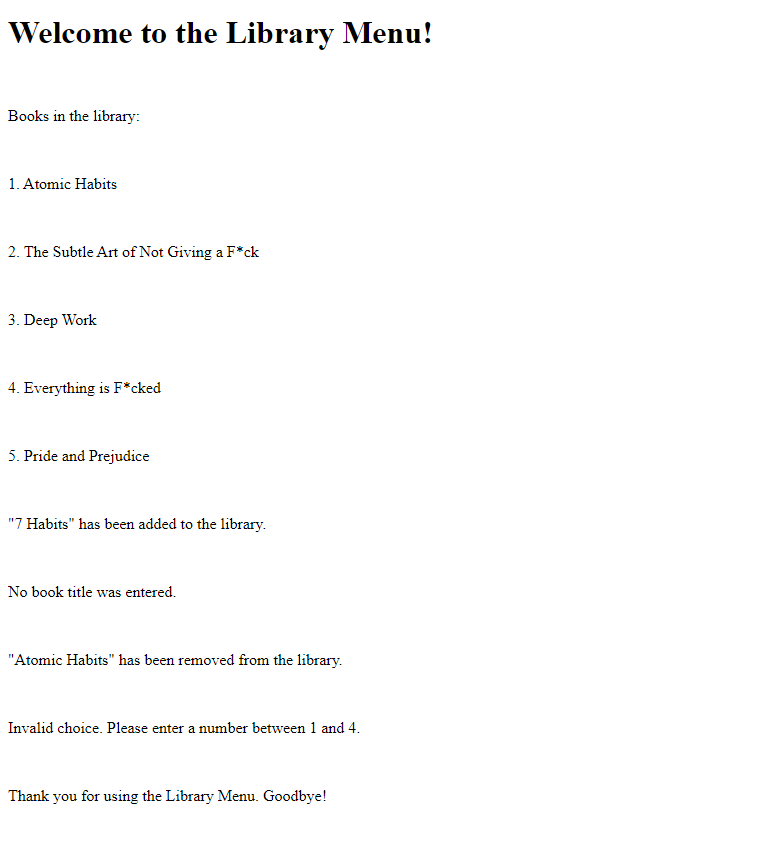 Welcome to the Library Menu!
Books in the library:
1. Atomic Habits
2. The Subtle Art of Not Giving a F*ck
3. Deep Work
4. Everything is F*cked
5. Pride and Prejudice
"7 Habits" has been added to the library.
No book title was entered.
"Atomic Habits" has been removed from the library.
Invalid choice. Please enter a number between 1 and 4.
Thank you for using the Library Menu. Goodbye!